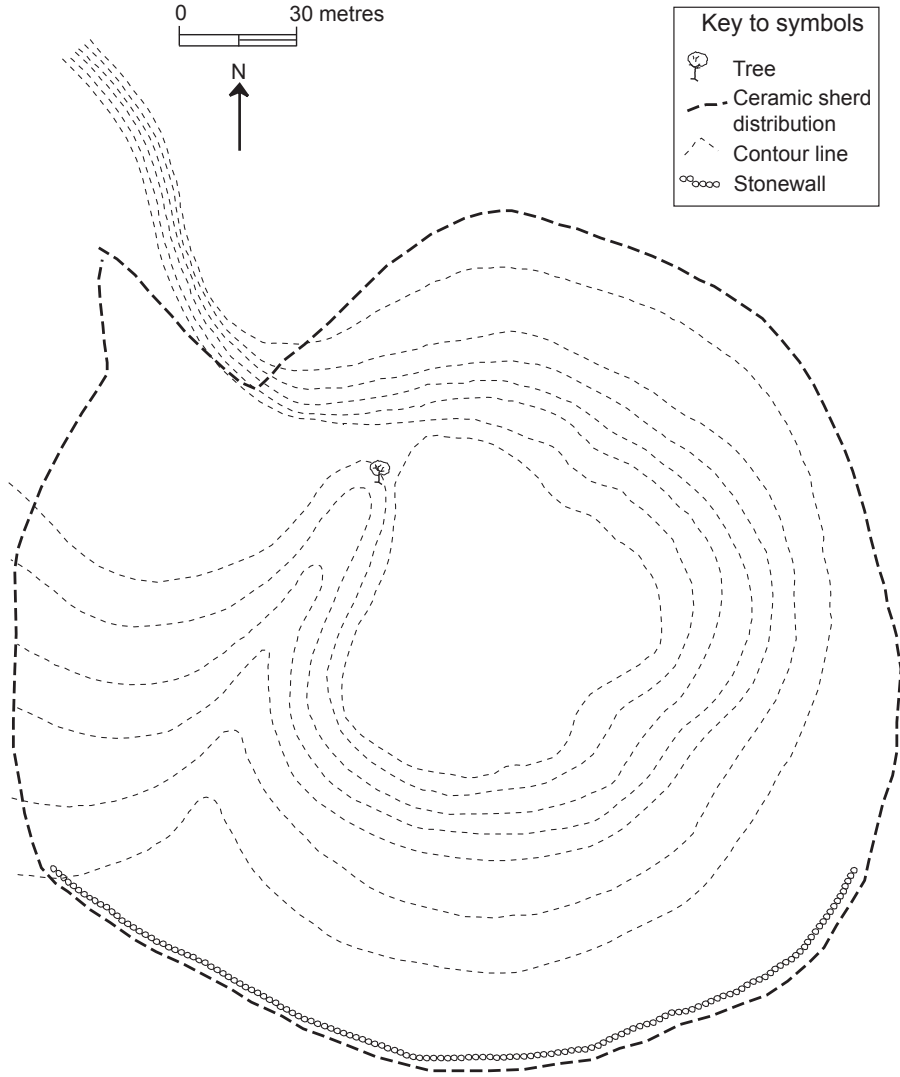 0 30 metres
N
Key to symbols
Tree
Ceramic sherd
distribution
Contour line
Stonewall